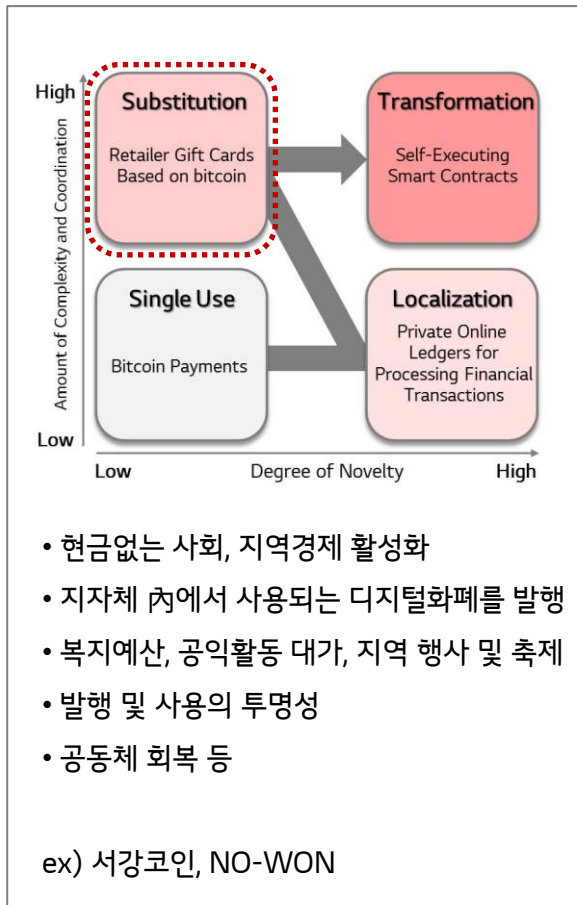 High
Substitution
Retailer Gift Cards
Based on bitcoin
Transformation
Self-Executing
Smart Contracts
Amount of Complexity and Coordination
Single Use
Bitcoin Payments
Localization
Private Online
Ledgers for
Processing Financial
Transactions
Low
Low
Degree of Novelty
High
• 현금없는 사회, 지역경제 활성화
• 지자체 內에서 사용되는 디지털화폐를 발행
• 복지예산, 공익활동 대가, 지역 행사 및 축제
• 발행 및 사용의 투명성
• 공동체 회복 등
ex) 서강코인, NO-WON